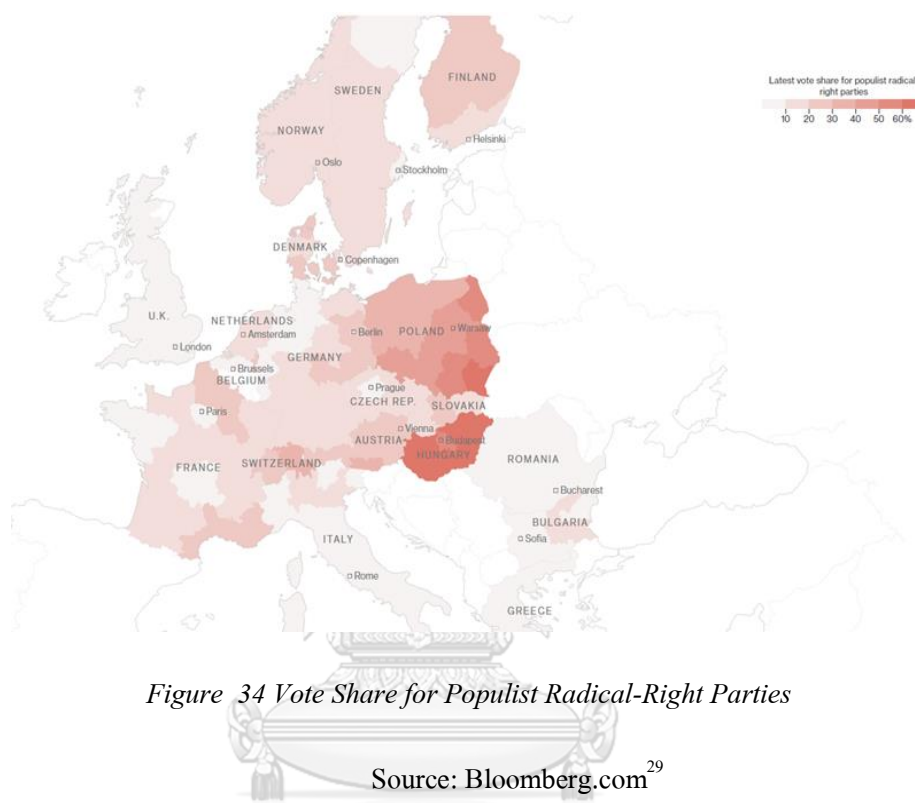 FINLAND
SWEDEN
Latest vote share for populist radical-
right parties
10 20 30 40 50 60%
NORWAY
Helsinki
Oslo
Stockholm
DENMARK
Copenhagen
U.K.
NETHERLANDS
Amsterdam
Berlin
POLAND
Warsaw
London
GERMANY
Brussels
BELGIUM
Prague
CZECH REP.
SLOVAKIA
Paris
Vienna
AUSTRIA
Budapest
HUNGARY
FRANCE
SWITZERLAND
ROMANIA
Bucharest
BULGARIA
Sofia
ITALY
Rome
GREECE
Figure 34 Vote Share for Populist Radical-Right Parties
Source: Bloomberg.com29